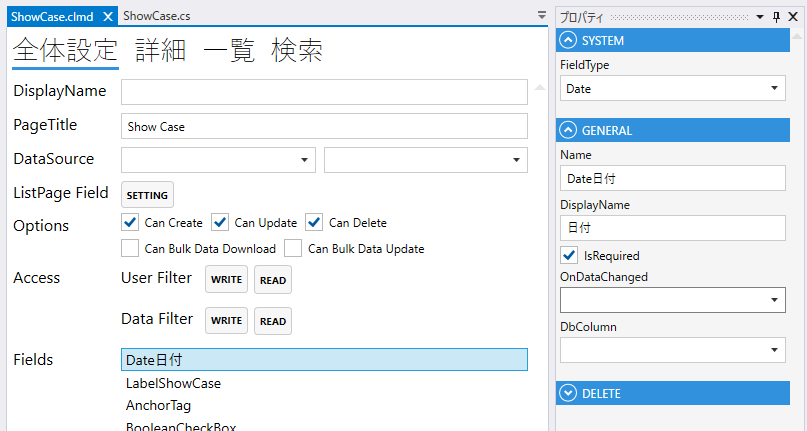 ShowCase.clmd ShowCase.cs
全体設定 詳細 一覧 検索
DisplayName
PageTitle Show Case
DataSource
ListPage Field SETTING
Options Can Create Can Update Can Delete
Can Bulk Data Download Can Bulk Data Update
Access User Filter WRITE READ
Data Filter WRITE READ
Fields Date日付
LabelShowCase
AnchorTag
BooleanCheckBox
プロパティ
SYSTEM
FieldType
Date
GENERAL
Name
Date日付
DisplayName
日付
IsRequired
OnDataChanged
DbColumn
DELETE